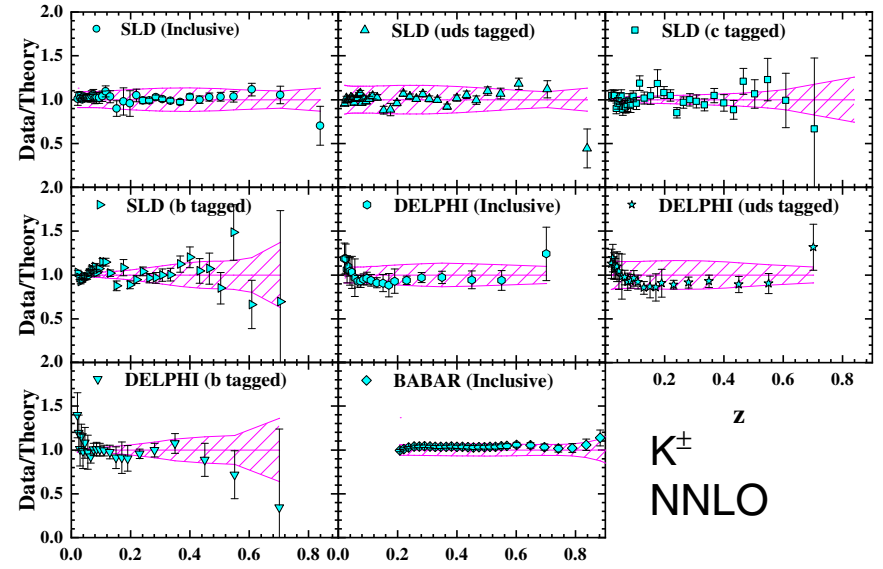 2.0
SLD (Inclusive)
SLD (uds tagged)
SLD (c tagged)
1.5
1.0
0.5
Data/Theory
2.0
SLD (b tagged)
DELPHI (Inclusive)
DELPHI (uds tagged)
1.5
1.0
0.5
Data/Theory
2.0
0.2 0.4 0.6 0.8
DELPHI (b tagged)
BABAR (Inclusive)
z
1.5
1.0
0.5
Data/Theory
K±
NNLO
0.0
0.0 0.2 0.4 0.6 0.8 0.0 0.2 0.4 0.6 0.8